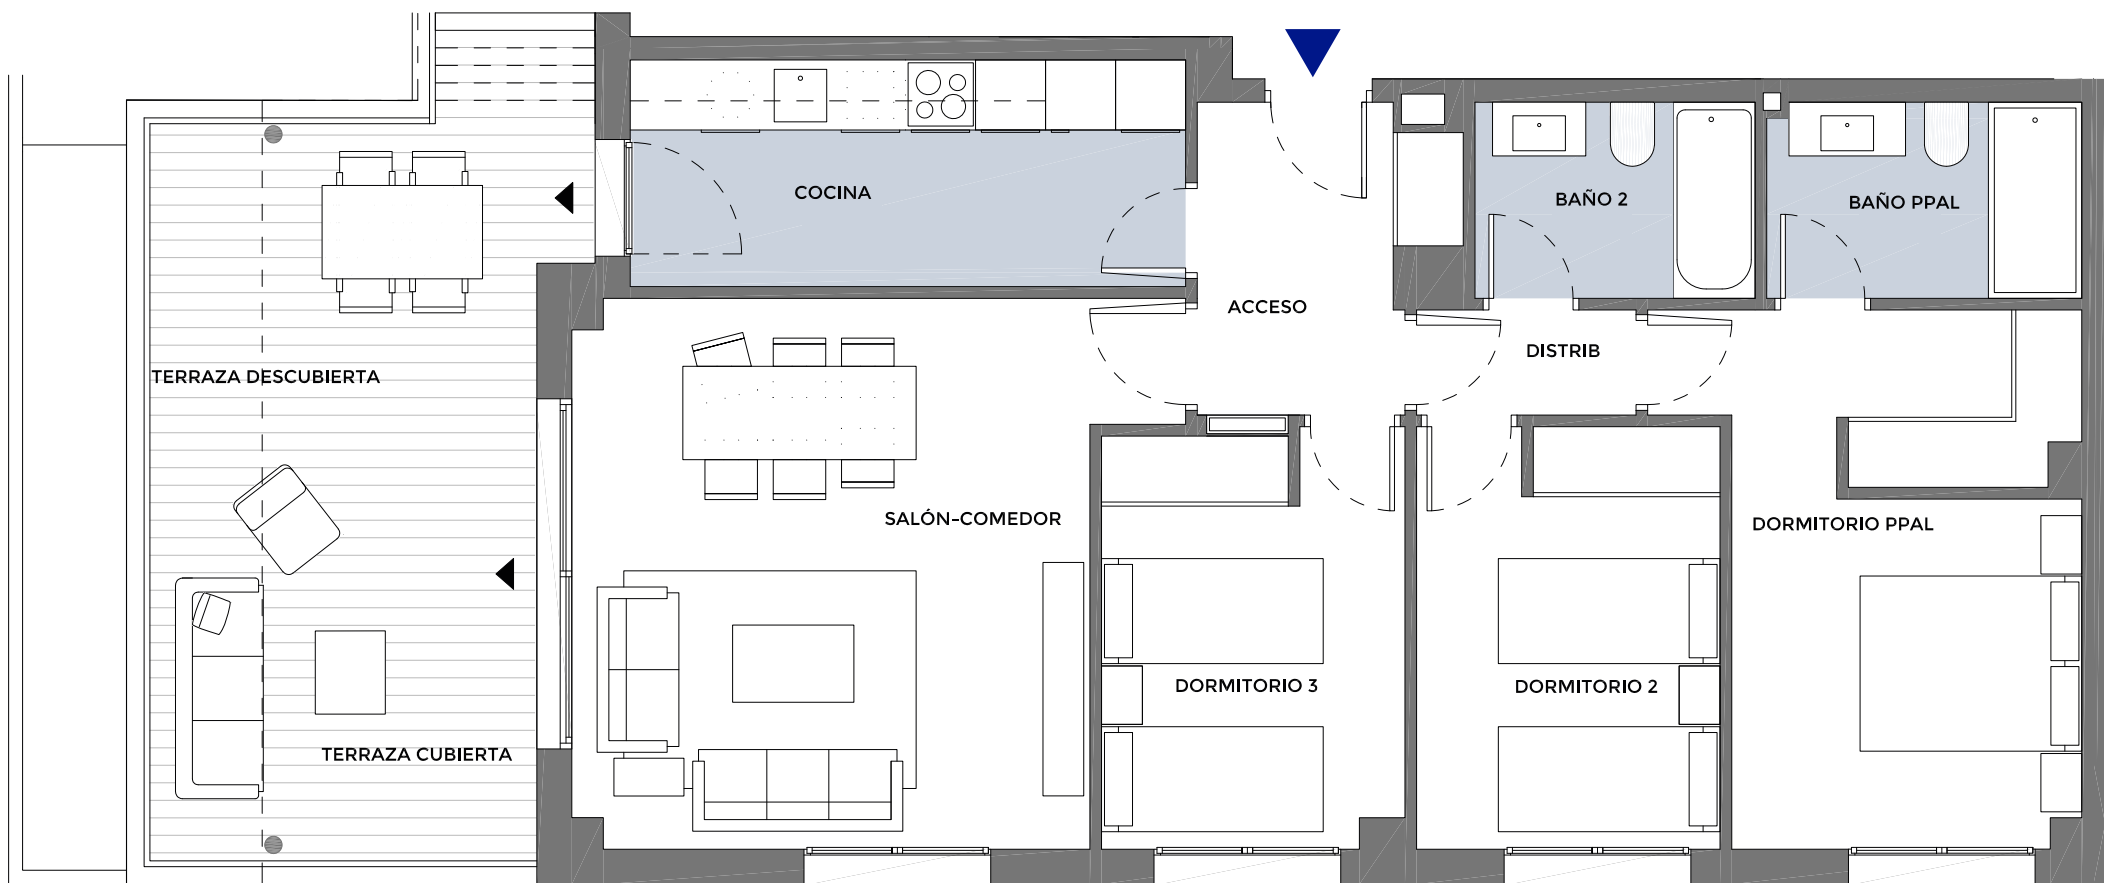 COCINA
BAÑO 2
BAÑO PPAL
ACCESO
DISTRIB
TERRAZA DESCUBIERTA
SALÓN-COMEDOR
DORMITORIO PPAL
DORMITORIO 3
DORMITORIO 2
TERRAZA CUBIERTA